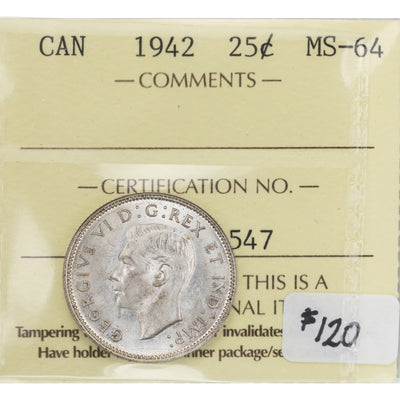 CAN 1942 25¢ MS-64
— COMMENTS —
— CERTIFICATION NO. —
547
GEORGIVS VI D:G:REX ET IND:IMP:
THIS IS A
NAL IT
$120
Tampering invalidates
Have holder inner package/se